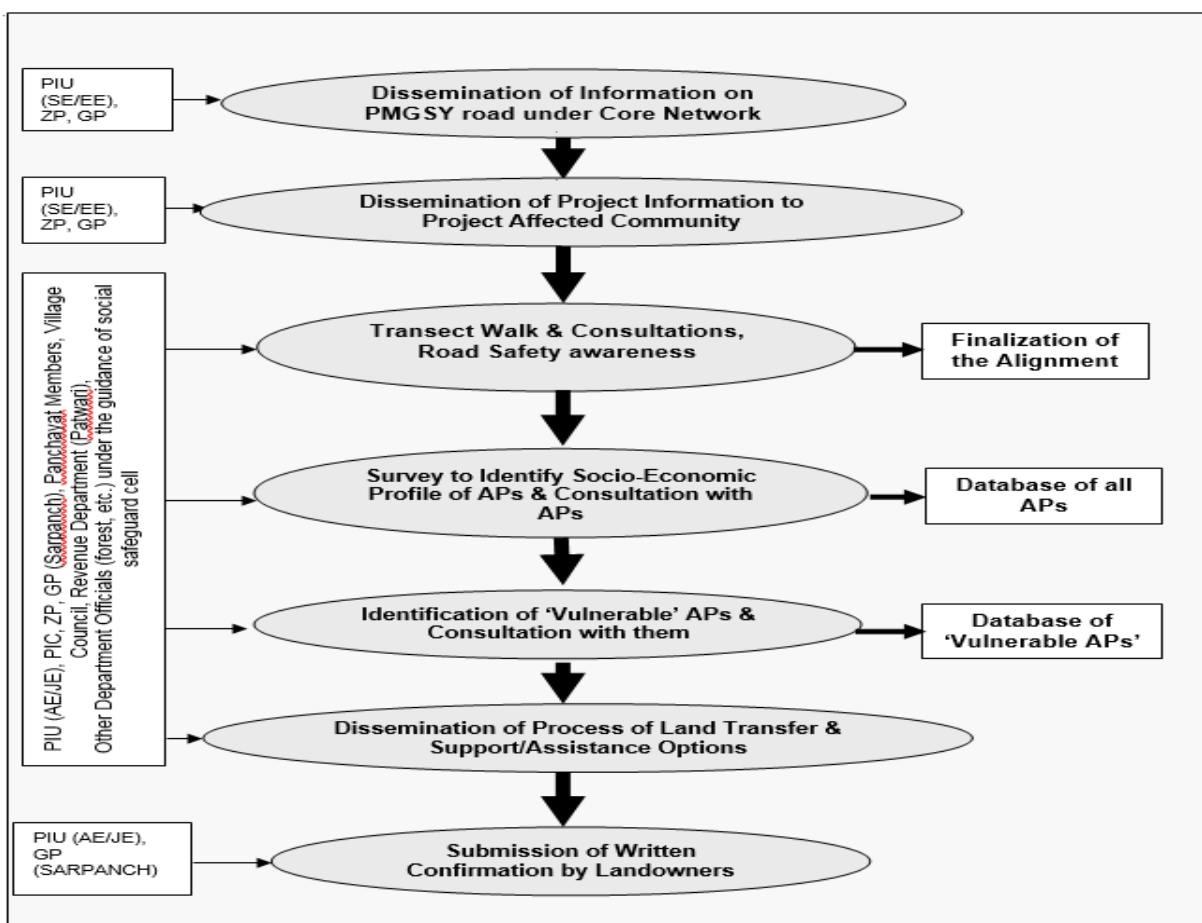 PIU
(SE/EE),
ZP, GP
Dissemination of Information on
PMGSY road under Core Network
PIU
(SE/EE),
ZP, GP
Dissemination of Project Information to
Project Affected Community
PIU (AE/JE), PIC, ZP, GP (Sarpanch), Panchayat Members, Village
Council, Revenue Department (Patwari),
Other Department Officials (forest, etc.) under the guidance of social
safeguard cell
Transect Walk & Consultations,
Road Safety awareness
Finalization of
the Alignment
Survey to Identify Socio-Economic
Profile of APs & Consultation with
APs
Database of all
APs
Identification of ‘Vulnerable’ APs &
Consultation with them
Database of
‘Vulnerable APs’
Dissemination of Process of Land Transfer &
Support/Assistance Options
PIU (AE/JE),
GP
(SARPANCH)
Submission of Written
Confirmation by Landowners